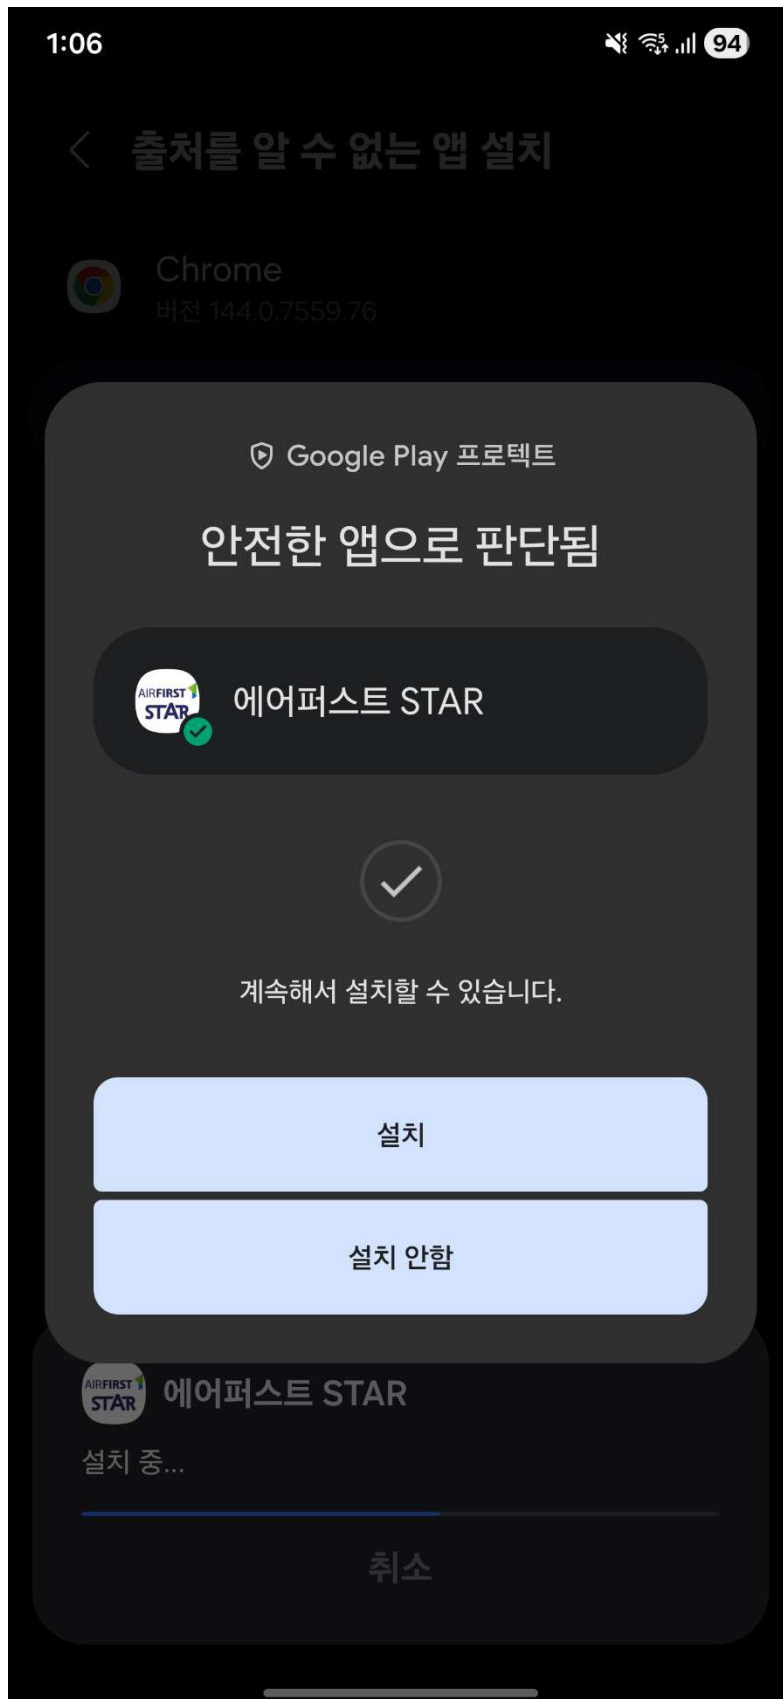 1:06
94
출처를 알 수 없는 앱 설치
Chrome
버전 144.0.7559.76
Google Play 프로텍트
안전한 앱으로 판단됨
AIRFIRST
STAR
에어퍼스트 STAR
계속해서 설치할 수 있습니다.
설치
설치 안함
AIRFIRST
STAR
에어퍼스트 STAR
설치 중...
취소